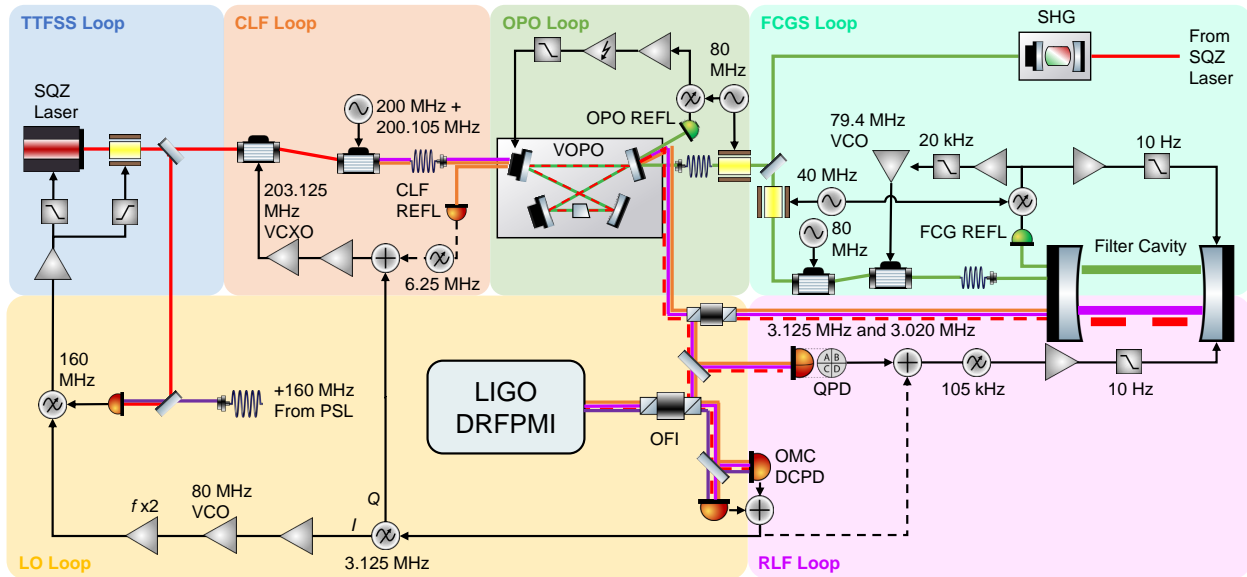 TTFSS Loop
CLF Loop
OPO Loop
FCGS Loop
SHG
From
SQZ
Laser
SQZ
Laser
200 MHz +
200.105 MHz
80
MHz
OPO REFL
VOPO
79.4 MHz
VCO
20 kHz
10 Hz
40 MHz
CLF
REFL
203.125
MHz
VCXO
80
MHz
FCG REFL
Filter Cavity
6.25 MHz
3.125 MHz and 3.020 MHz
160
MHz
+160 MHz
From PSL
LIGO
DRFPMI
OFI
A B
C D
QPD
105 kHz
10 Hz
OMC
DCPD
Q
f x2
80 MHz
VCO
I
3.125 MHz
LO Loop
RLF Loop